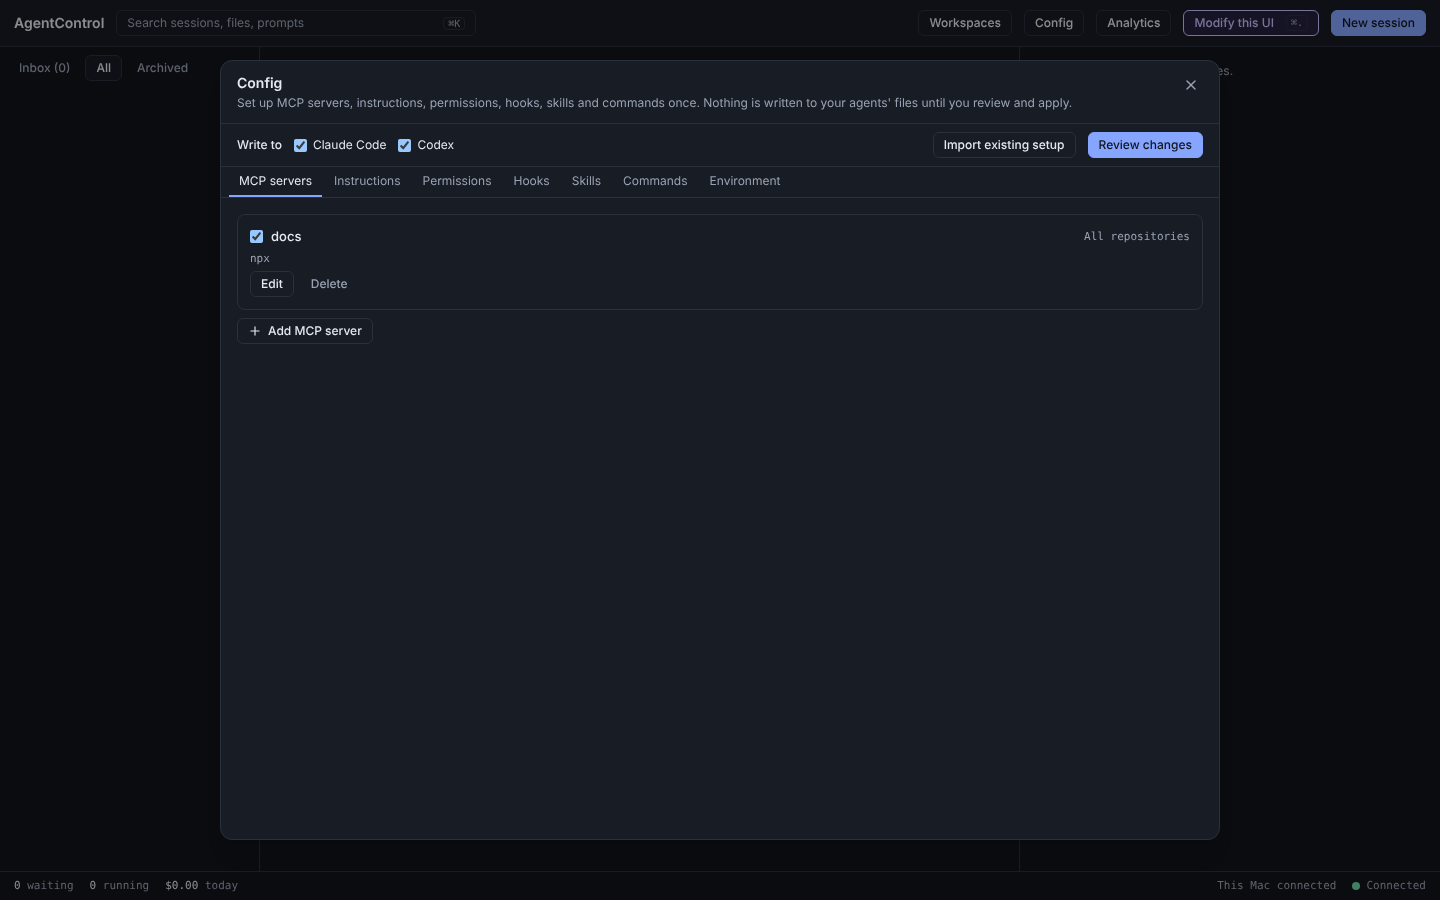 AgentControl
Search sessions, files, prompts ⌘K
Workspaces
Config
Analytics
Modify this UI ⌘.
New session
Inbox (0)
All
Archived
es.
Config
Set up MCP servers, instructions, permissions, hooks, skills and commands once. Nothing is written to your agents' files until you review and apply.
Write to
Claude Code
Codex
Import existing setup
Review changes
MCP servers
Instructions
Permissions
Hooks
Skills
Commands
Environment
docs
All repositories
npx
Edit
Delete
Add MCP server
0 waiting
0 running
$0.00 today
This Mac connected
Connected